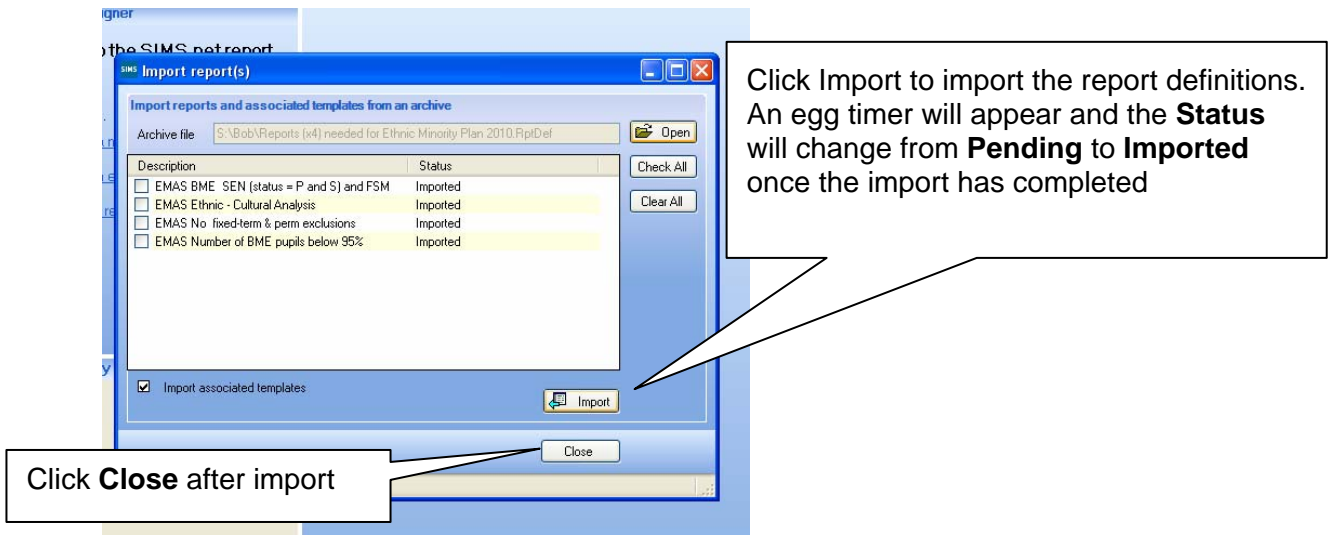 igner
the SIMS net report
SIMS Import report(s)
Import reports and associated templates from an archive
Archive file S:\Bob\Reports (x4) needed for Ethnic Minority Plan 2010.RptDef Open
Description Status Check All
EMAS BME SEN (status = P and S) and FSM Imported
EMAS Ethnic - Cultural Analysis Imported Clear All
EMAS No fixed-term & perm exclusions Imported
EMAS Number of BME pupils below 95% Imported
Import associated templates
Import
Close
Click Import to import the report definitions.
An egg timer will appear and the Status
will change from Pending to Imported
once the import has completed
Click Close after import